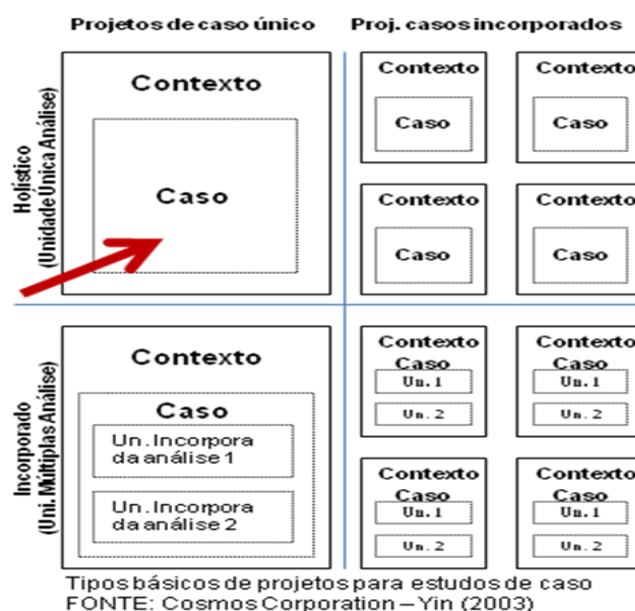 Projetos de caso único
Proj. casos incorporados
Holístico
(Unidade Única Análise)
Contexto
Caso
Contexto
Caso
Contexto
Caso
Contexto
Caso
Contexto
Caso
Incorporado
(Uni. Múltiplas Análise)
Contexto
Caso
Un. Incorpora
da análise 1
Un. Incorpora
da análise 2
Contexto
Caso
Un. 1
Un. 2
Contexto
Caso
Un. 1
Un. 2
Contexto
Caso
Un. 1
Un. 2
Contexto
Caso
Un. 1
Un. 2
Tipos básicos de projetos para estudos de caso
FONTE: Cosmos Corporation – Yin (2003)